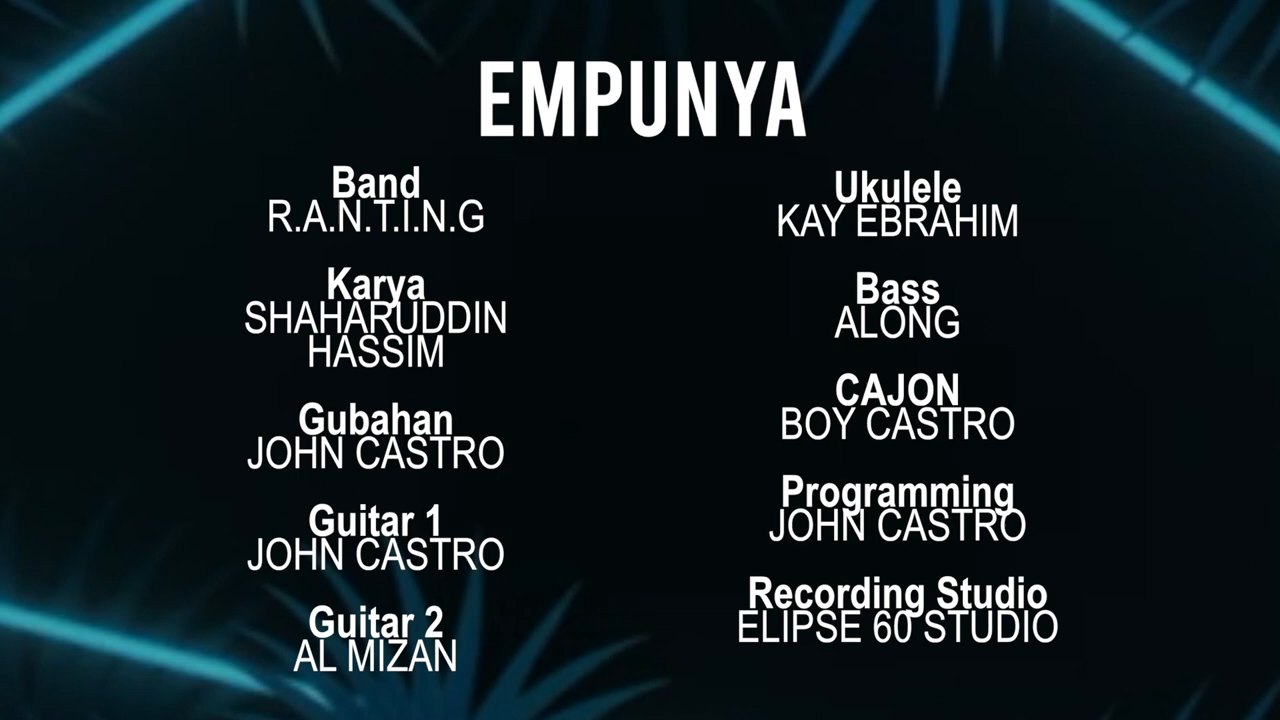 EMPUNYA
Band
R.A.N.T.I.N.G
Karya
SHAHARUDDIN
HASSIM
Gubahan
JOHN CASTRO
Guitar 1
JOHN CASTRO
Guitar 2
AL MIZAN
Ukulele
KAY EBRAHIM
Bass
ALONG
CAJON
BOY CASTRO
Programming
JOHN CASTRO
Recording Studio
ELIPSE 60 STUDIO